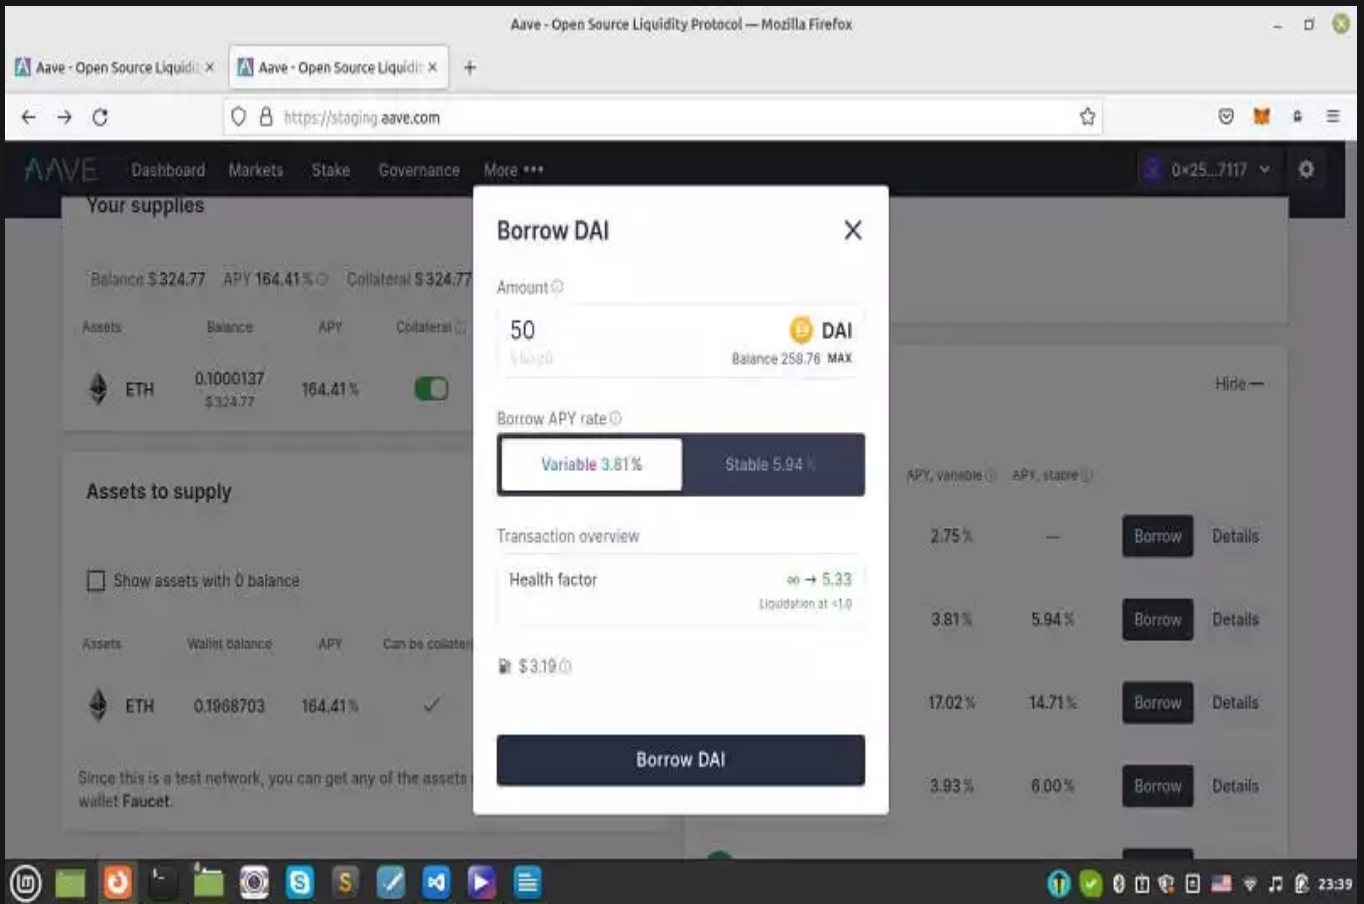 Aave - Open Source Liquidity Protocol — Mozilla Firefox
Aave - Open Source Liquidit × Aave - Open Source Liquidit × +
https://staging.aave.com
AAVE Dashboard Markets Stake Governance More ••• 0×25...7117
Your supplies
Balance $324.77 APY 164.41% Collateral $324.77
Assets Balance APY Collateral
ETH 0.1000137 164.41%
$324.77
Assets to supply
Show assets with 0 balance
Assets Wallet balance APY Can be collater
ETH 0.1968703 164.41%
Since this is a test network, you can get any of the assets
wallet Faucet.
Borrow DAI
Amount
50 DAI
Balance 258.76 MAX
Borrow APY rate
Variable 3.81% Stable 5.94%
Transaction overview
Health factor ∞ → 5.33
Liquidation at <1.0
$3.19
Borrow DAI
Hide —
APY, variable APY, stable
2.75% — Borrow Details
3.81% 5.94% Borrow Details
17.02% 14.71% Borrow Details
3.93% 6.00% Borrow Details
23:39